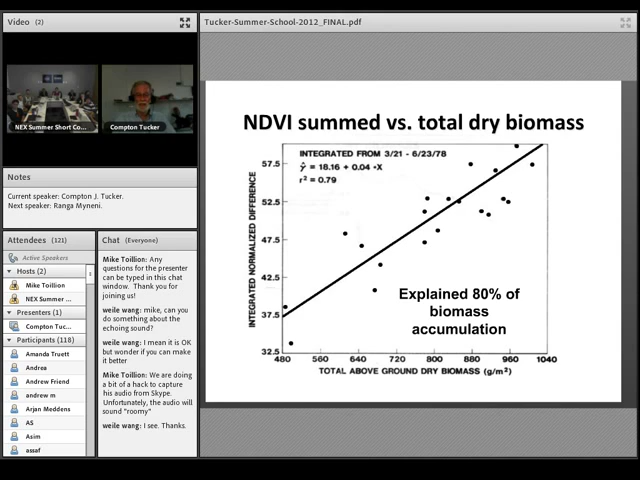 Video (2)
NEX Summer Short Co...
Compton Tucker
Notes
Current speaker: Compton J. Tucker.
Next speaker: Ranga Myneni.
Attendees (121)
Active Speakers
Hosts (2)
Mike Toillion
NEX Summer ...
Presenters (1)
Compton Tuc...
Participants (118)
Amanda Truett
Andrea
Andrew Friend
andrew m
Arjan Meddens
AS
Asim
assaf
Chat (Everyone)
Mike Toillion: Any
questions for the presenter
can be typed in this chat
window. Thank you for
joining us!
weile wang: mike, can you
do something about the
echoing sound?
weile wang: I mean it is OK
but wonder if you can make
it better
Mike Toillion: We are doing
a bit of a hack to capture
his audio from Skype.
Unfortunately, the audio will
sound "roomy"
weile wang: I see. Thanks.
Tucker-Summer-School-2012_FINAL.pdf
NDVI summed vs. total dry biomass
INTEGRATED FROM 3/21 - 6/23/78
ŷ = 18.16 + 0.04 •X
r² = 0.79
INTEGRATED NORMALIZED DIFFERENCE
57.5
52.5
47.5
42.5
37.5
32.5
Explained 80% of
biomass
accumulation
480 560 640 720 800 880 960 1040
TOTAL ABOVE GROUND DRY BIOMASS (g/m²)